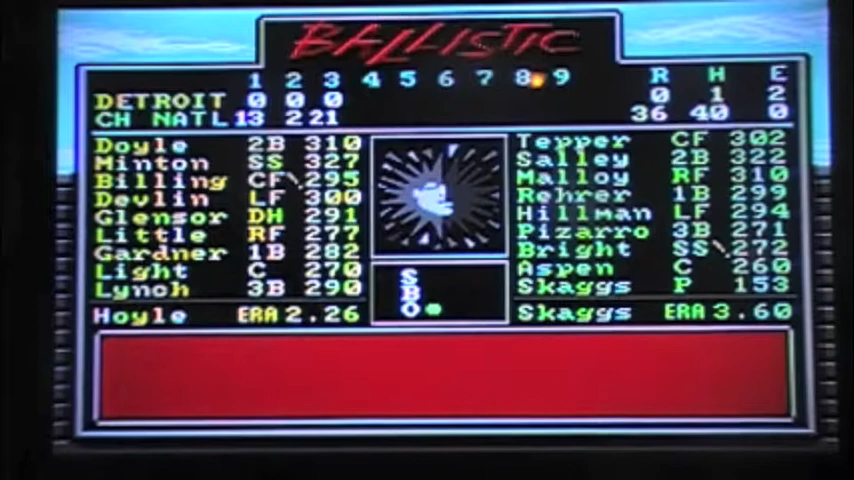 BALLISTIC
1 2 3 4 5 6 7 8 9 R H E
DETROIT 0 0 0 0 1 2
CH NATL 13 2 21 36 40 0
Doyle 2B 310 Tepper CF 302
Minton SS 327 Salley 2B 322
Billing CF 295 Malloy RF 310
Devlin LF 300 Rehrer 1B 299
Glensor DH 291 Hillman LF 294
Little RF 277 Pizarro 3B 271
Gardner 1B 282 Bright SS 272
Light C 270 Aspen C 260
Lynch 3B 290 Skaggs P 153
S
B
O
Hoyle ERA 2.26 Skaggs ERA 3.60